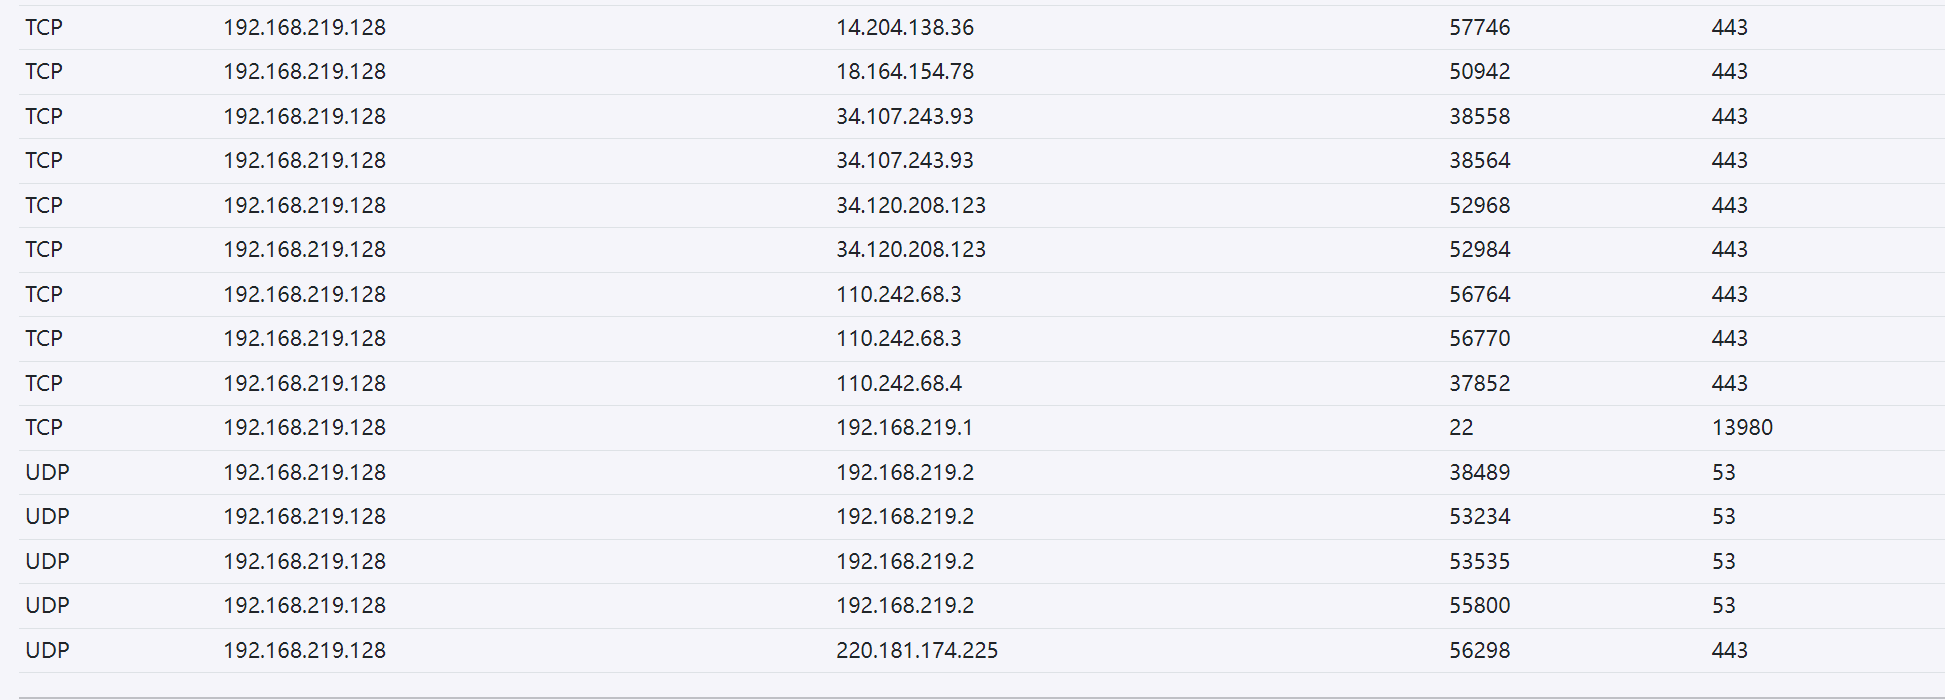 TCP 192.168.219.128 14.204.138.36 57746 443
TCP 192.168.219.128 18.164.154.78 50942 443
TCP 192.168.219.128 34.107.243.93 38558 443
TCP 192.168.219.128 34.107.243.93 38564 443
TCP 192.168.219.128 34.120.208.123 52968 443
TCP 192.168.219.128 34.120.208.123 52984 443
TCP 192.168.219.128 110.242.68.3 56764 443
TCP 192.168.219.128 110.242.68.3 56770 443
TCP 192.168.219.128 110.242.68.4 37852 443
TCP 192.168.219.128 192.168.219.1 22 13980
UDP 192.168.219.128 192.168.219.2 38489 53
UDP 192.168.219.128 192.168.219.2 53234 53
UDP 192.168.219.128 192.168.219.2 53535 53
UDP 192.168.219.128 192.168.219.2 55800 53
UDP 192.168.219.128 220.181.174.225 56298 443